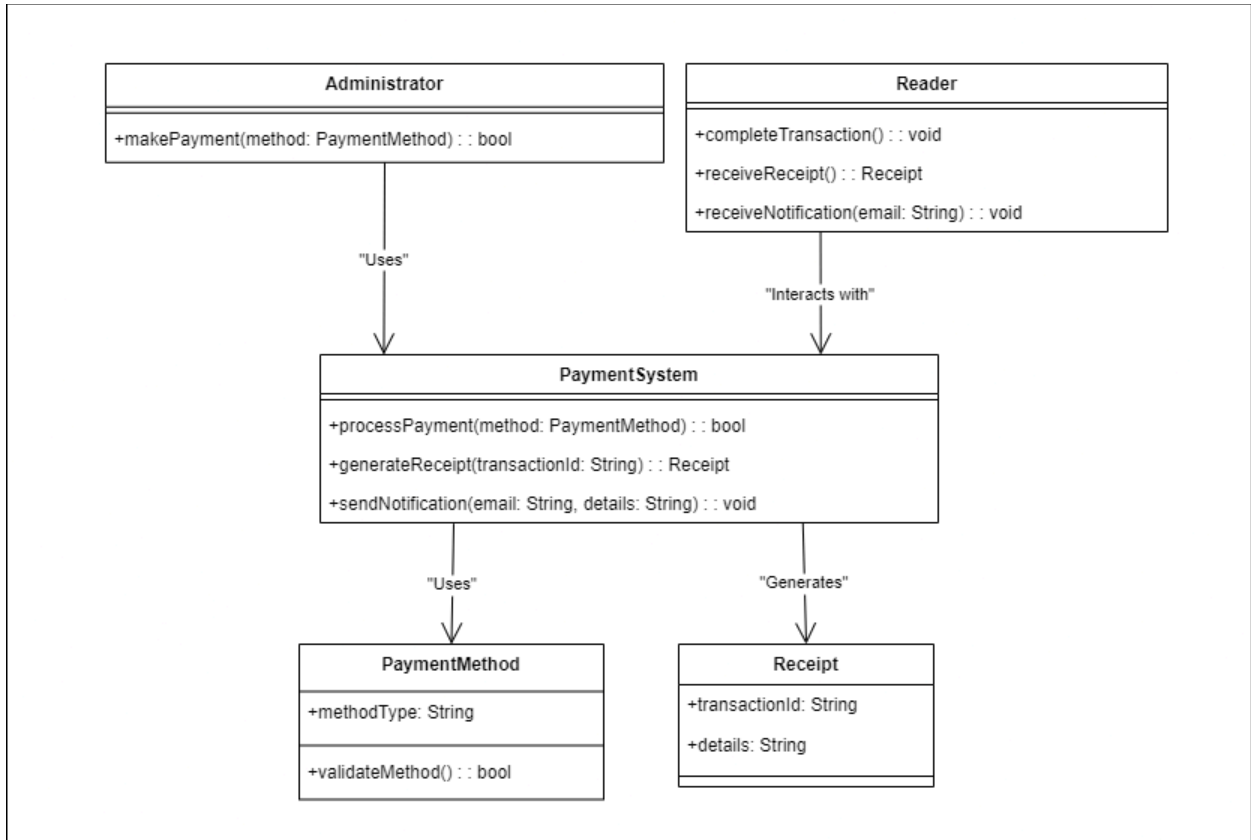 Administrator
+makePayment(method: PaymentMethod) : : bool
Reader
+completeTransaction() : : void
+receiveReceipt() : : Receipt
+receiveNotification(email: String) : : void
"Uses"
"Interacts with"
PaymentSystem
+processPayment(method: PaymentMethod) : : bool
+generateReceipt(transactionId: String) : : Receipt
+sendNotification(email: String, details: String) : : void
"Uses"
"Generates"
PaymentMethod
+methodType: String
+validateMethod() : : bool
Receipt
+transactionId: String
+details: String